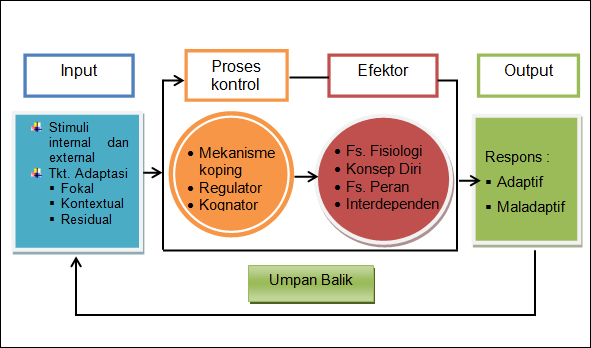 Input
Proses
kontrol
Efektor
Output
Stimuli
internal dan
external
Tkt. Adaptasi
Fokal
Kontextual
Residual
• Mekanisme
koping
• Regulator
• Kognator
• Fs. Fisiologi
• Konsep Diri
• Fs. Peran
• Interdependen
Respons :
▪ Adaptif
▪ Maladaptif
Umpan Balik